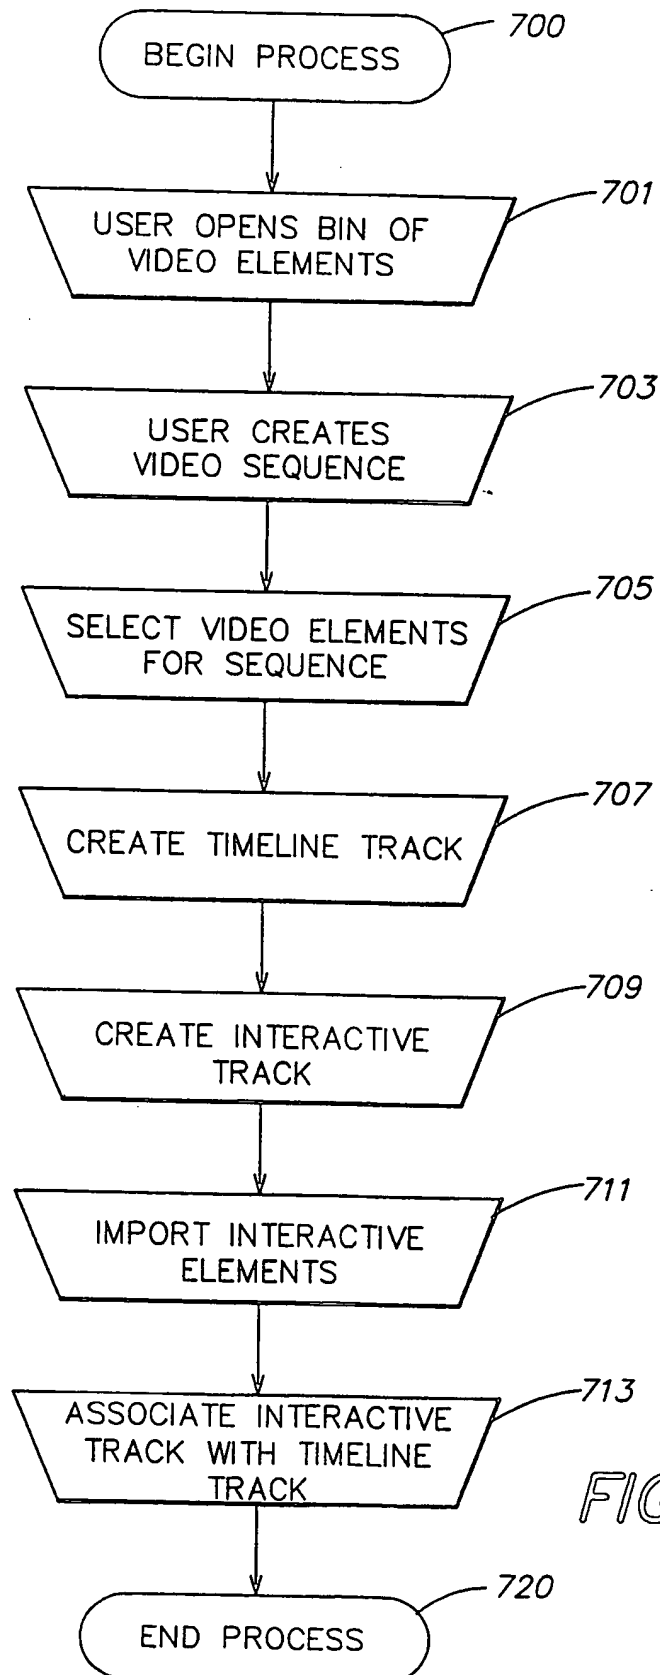 BEGIN PROCESS
700
USER OPENS BIN OF
VIDEO ELEMENTS
701
USER CREATES
VIDEO SEQUENCE
703
SELECT VIDEO ELEMENTS
FOR SEQUENCE
705
CREATE TIMELINE TRACK
707
CREATE INTERACTIVE
TRACK
709
IMPORT INTERACTIVE
ELEMENTS
711
ASSOCIATE INTERACTIVE
TRACK WITH TIMELINE
TRACK
713
FIG
END PROCESS
720